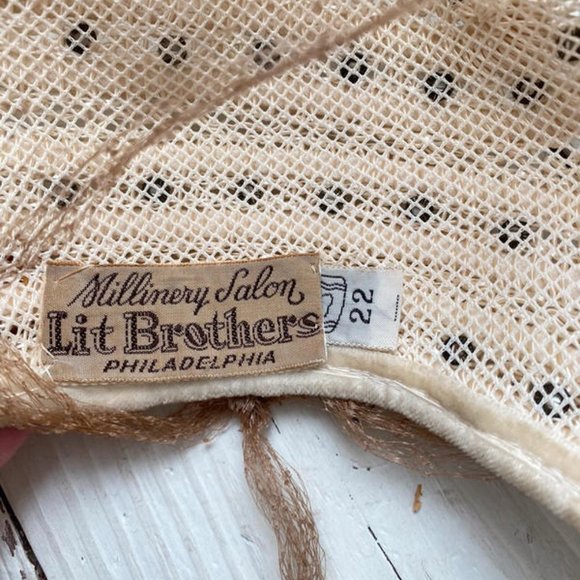 Millinery Salon
Lit Brothers
PHILADELPHIA
22